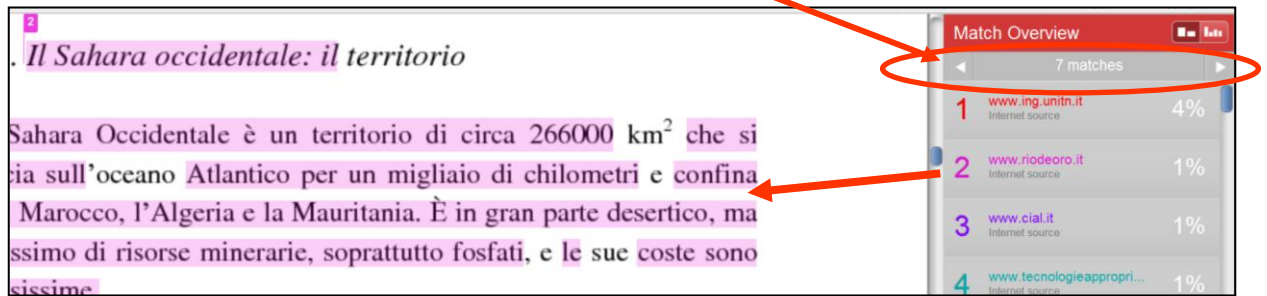 2
. Il Sahara occidentale: il territorio
Sahara Occidentale è un territorio di circa 266000 km² che si
cia sull'oceano Atlantico per un migliaio di chilometri e confina
Marocco, l'Algeria e la Mauritania. È in gran parte desertico, ma
ssimo di risorse minerarie, soprattutto fosfati, e le sue coste sono
sissime.
Match Overview
7 matches
1 www.ing.unitn.it 4%
Internet source
2 www.riodeoro.it 1%
Internet source
3 www.cial.it 1%
Internet source
4 www.tecnologieappropri... 1%
Internet source